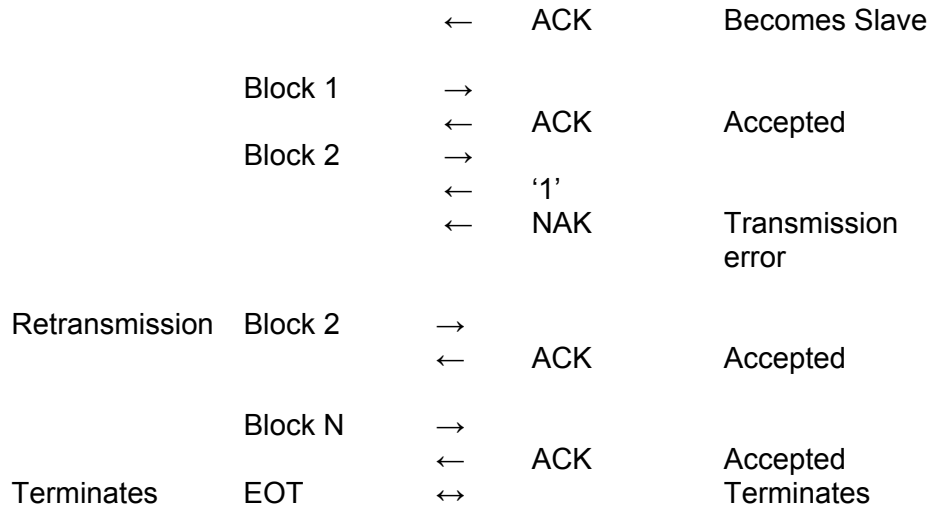 ← ACK Becomes Slave
Block 1 →
← ACK Accepted
Block 2 →
← ‘1’
← NAK Transmission
error
Retransmission Block 2 →
← ACK Accepted
Block N →
← ACK Accepted
Terminates EOT ↔ Terminates